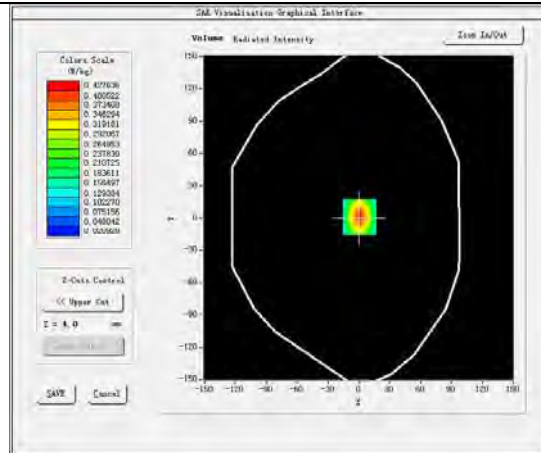 SAR Visualisation Graphical Interface
Volume Radiated Intensity
Zoom In/Out
Colors Scale
(W/kg)
0.427636
0.400522
0.373408
0.346294
0.319181
0.292067
0.264953
0.237839
0.210725
0.183611
0.156497
0.129384
0.102270
0.075156
0.048042
0.020928
Z-Cuts Control
<< Upper Cut
Z = 4.0 mm
SAVE
Cancel
150
120
90
60
30
0
-30
-60
-90
-120
-150
Y
-150 -120 -90 -60 -30 0 30 60 90 120 150
X